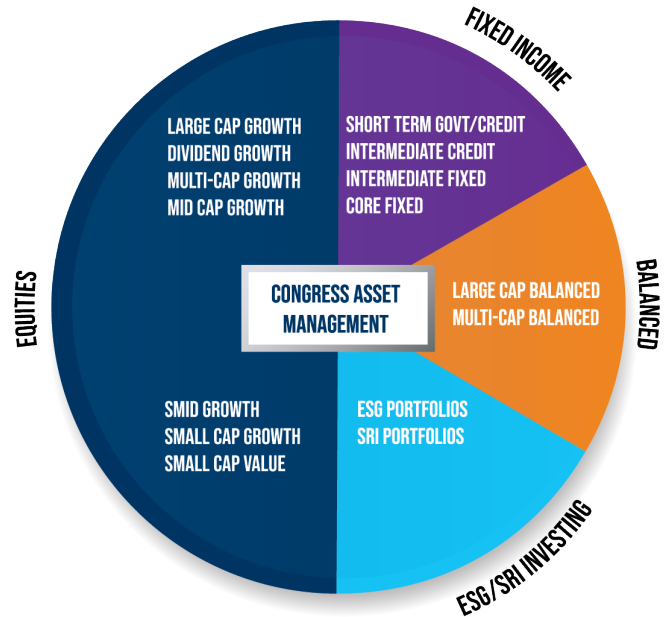 FIXED INCOME
LARGE CAP GROWTH
DIVIDEND GROWTH
MULTI-CAP GROWTH
MID CAP GROWTH
SHORT TERM GOVT/CREDIT
INTERMEDIATE CREDIT
INTERMEDIATE FIXED
CORE FIXED
EQUITIES
CONGRESS ASSET
MANAGEMENT
LARGE CAP BALANCED
MULTI-CAP BALANCED
BALANCED
SMID GROWTH
SMALL CAP GROWTH
SMALL CAP VALUE
ESG PORTFOLIOS
SRI PORTFOLIOS
ESG/SRI INVESTING